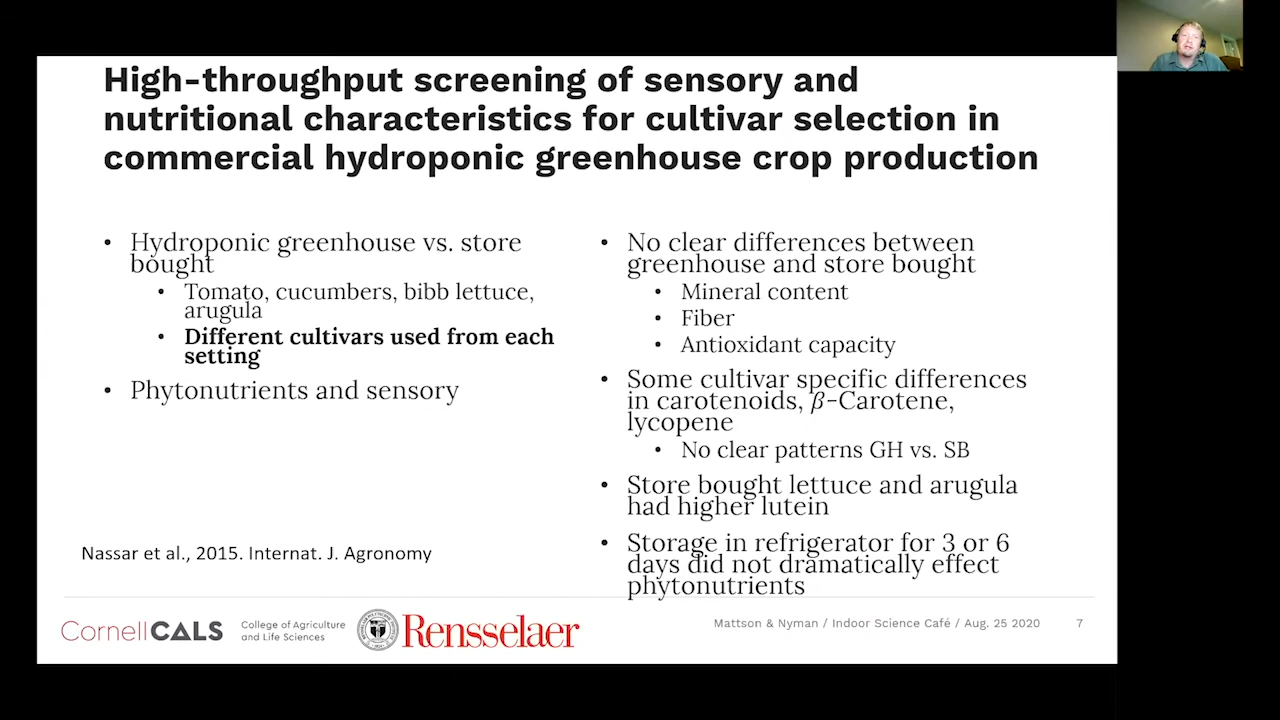 High-throughput screening of sensory and
nutritional characteristics for cultivar selection in
commercial hydroponic greenhouse crop production
• Hydroponic greenhouse vs. store
bought
• Tomato, cucumbers, bibb lettuce,
arugula
• Different cultivars used from each
setting
• Phytonutrients and sensory
• No clear differences between
greenhouse and store bought
• Mineral content
• Fiber
• Antioxidant capacity
• Some cultivar specific differences
in carotenoids, β-Carotene,
lycopene
• No clear patterns GH vs. SB
• Store bought lettuce and arugula
had higher lutein
• Storage in refrigerator for 3 or 6
days did not dramatically effect
phytonutrients
Nassar et al., 2015. Internat. J. Agronomy
CornellCALS
College of Agriculture
and Life Sciences
Rensselaer
Mattson & Nyman / Indoor Science Café / Aug. 25 2020
7